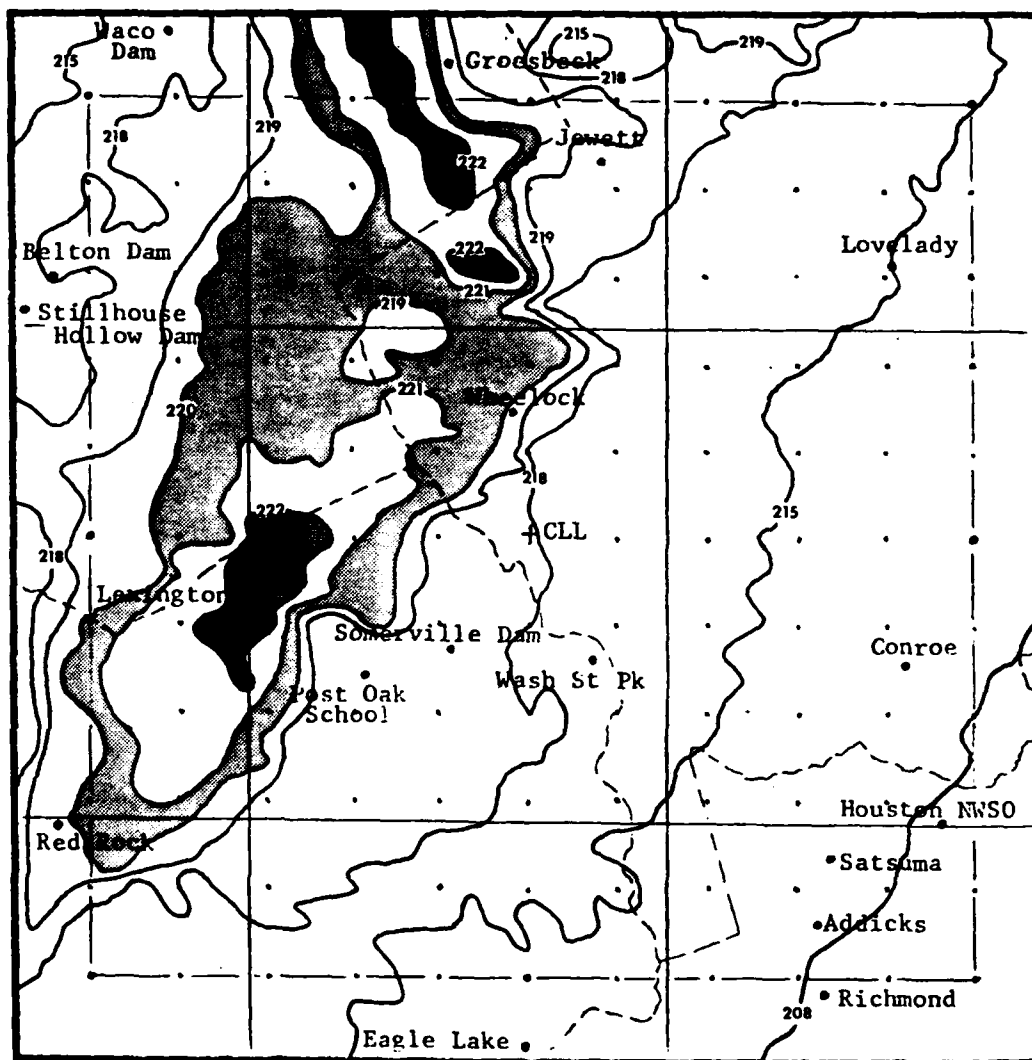 Waco
Dam
215
219
Groesbeck
218
215
218
219
222
Jewett
Belton Dam
222
219
Lovelady
221
Stillhouse
Hollow Dam
219
221
220
Wheelock
218
222
215
CLL
218
Lexington
Somerville Dam
Conroe
Wash St Pk
Post Oak
School
Red Rock
Houston NWSO
Satsuma
Addicks
Richmond
208
Eagle Lake